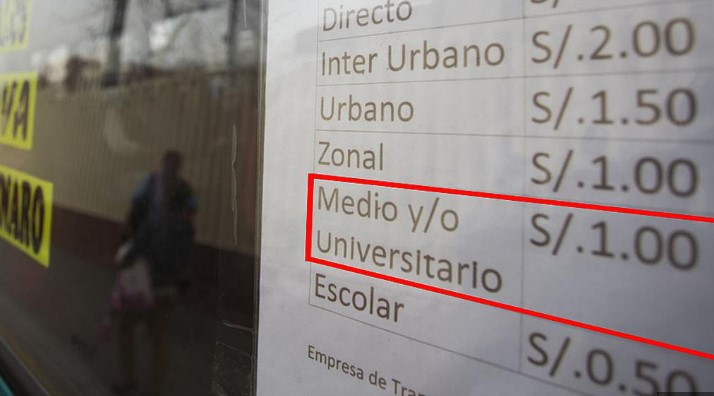 Directo
Inter Urbano S/.2.00
Urbano S/.1.50
Zonal S/.1.00
Medio y/o
Universitario S/.1.00
Escolar S/.0.50
Empresa de